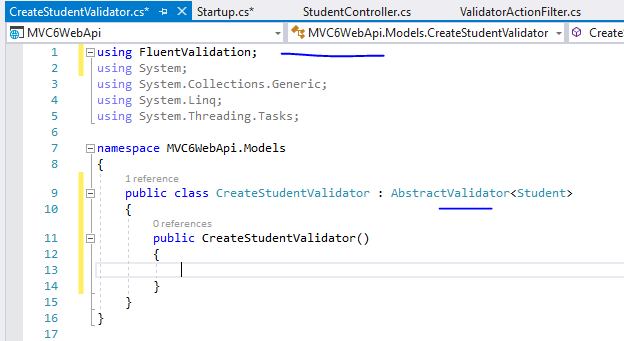 CreateStudentValidator.cs* Startup.cs* StudentController.cs ValidatorActionFilter.cs
MVC6WebApi MVC6WebApi.Models.CreateStudentValidator Create
1 using FluentValidation;
2 using System;
3 using System.Collections.Generic;
4 using System.Linq;
5 using System.Threading.Tasks;
6
7 namespace MVC6WebApi.Models
8 {
1 reference
9 public class CreateStudentValidator : AbstractValidator<Student>
10 {
0 references
11 public CreateStudentValidator()
12 {
13
14 }
15 }
16 }
17